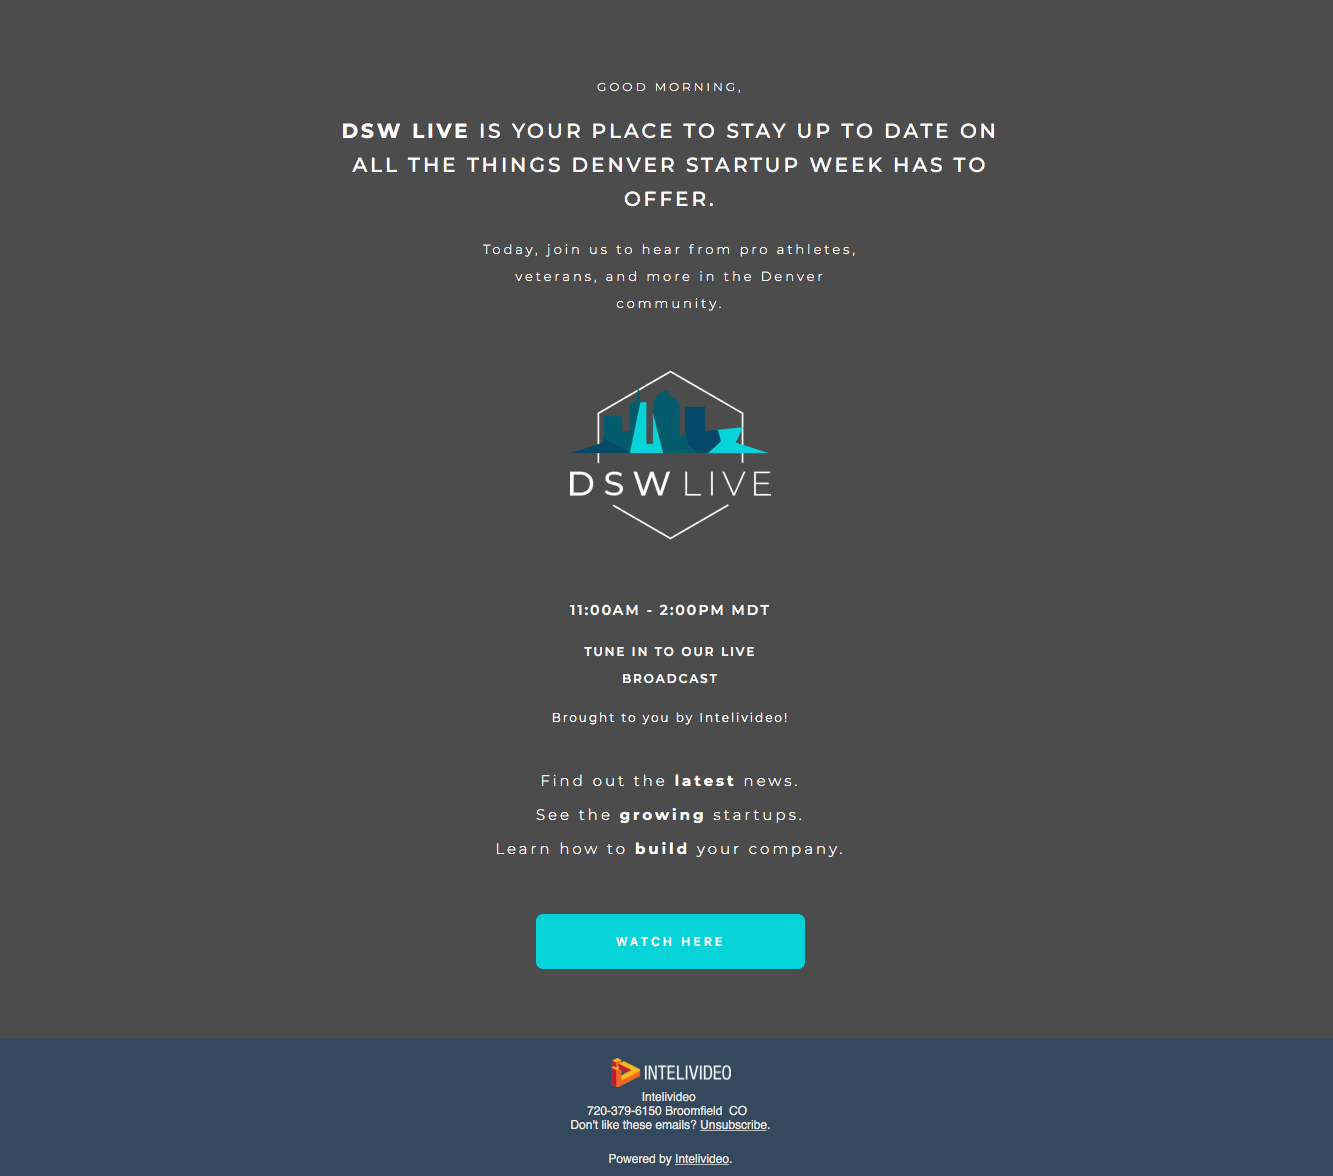 GOOD MORNING,
DSW LIVE IS YOUR PLACE TO STAY UP TO DATE ON
ALL THE THINGS DENVER STARTUP WEEK HAS TO
OFFER.
Today, join us to hear from pro athletes,
veterans, and more in the Denver
community.
DSW LIVE
11:00AM - 2:00PM MDT
TUNE IN TO OUR LIVE
BROADCAST
Brought to you by Intelivideo!
Find out the latest news.
See the growing startups.
Learn how to build your company.
WATCH HERE
INTELIVIDEO
Intelivideo
720-379-6150 Broomfield  CO
Don't like these emails? Unsubscribe.
Powered by Intelivideo.